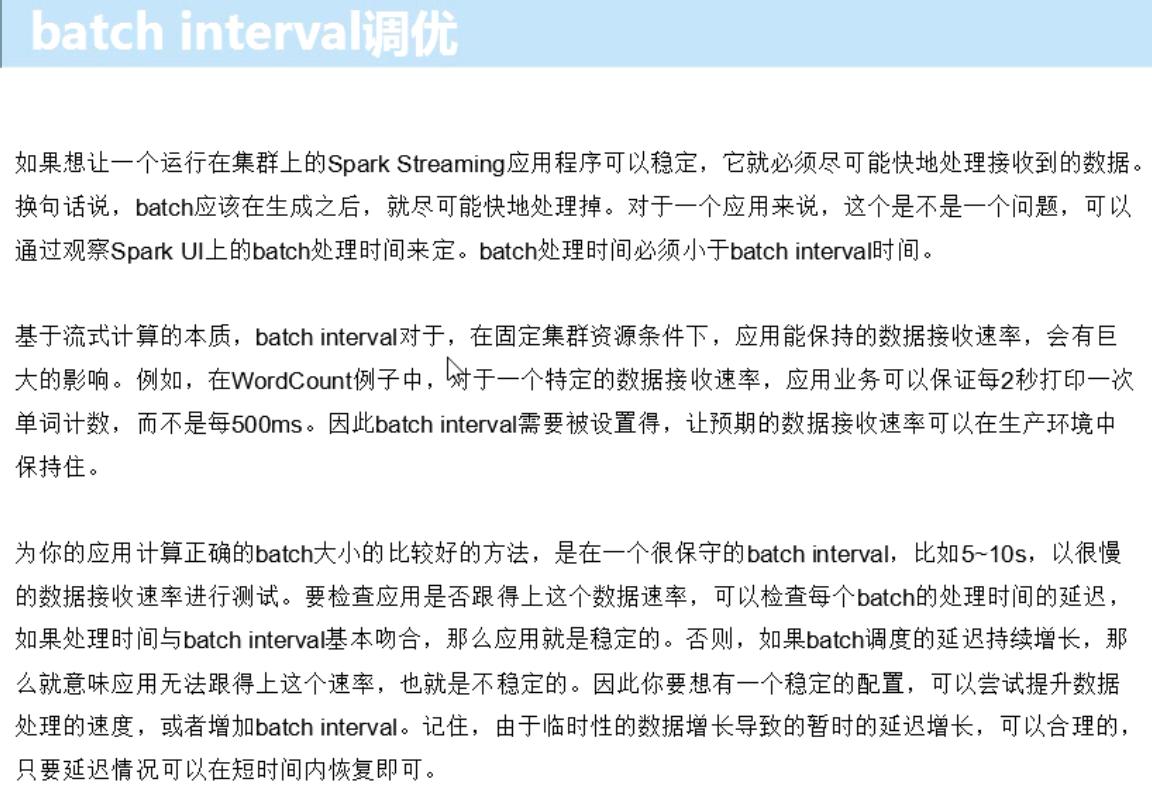 batch interval调优
如果想让一个运行在集群上的Spark Streaming应用程序可以稳定，它就必须尽可能快地处理接收到的数据。
换句话说，batch应该在生成之后，就尽可能快地处理掉。对于一个应用来说，这个是不是一个问题，可以
通过观察Spark UI上的batch处理时间来定。batch处理时间必须小于batch interval时间。
基于流式计算的本质，batch interval对于，在固定集群资源条件下，应用能保持的数据接收速率，会有巨
大的影响。例如，在WordCount例子中，对于一个特定的数据接收速率，应用业务可以保证每2秒打印一次
单词计数，而不是每500ms。因此batch interval需要被设置得，让预期的数据接收速率可以在生产环境中
保持住。
为你的应用计算正确的batch大小的比较好的方法，是在一个很保守的batch interval，比如5~10s，以很慢
的数据接收速率进行测试。要检查应用是否跟得上这个数据速率，可以检查每个batch的处理时间的延迟，
如果处理时间与batch interval基本吻合，那么应用就是稳定的。否则，如果batch调度的延迟持续增长，那
么就意味应用无法跟得上这个速率，也就是不稳定的。因此你要想有一个稳定的配置，可以尝试提升数据
处理的速度，或者增加batch interval。记住，由于临时性的数据增长导致的暂时的延迟增长，可以合理的，
只要延迟情况可以在短时间内恢复即可。